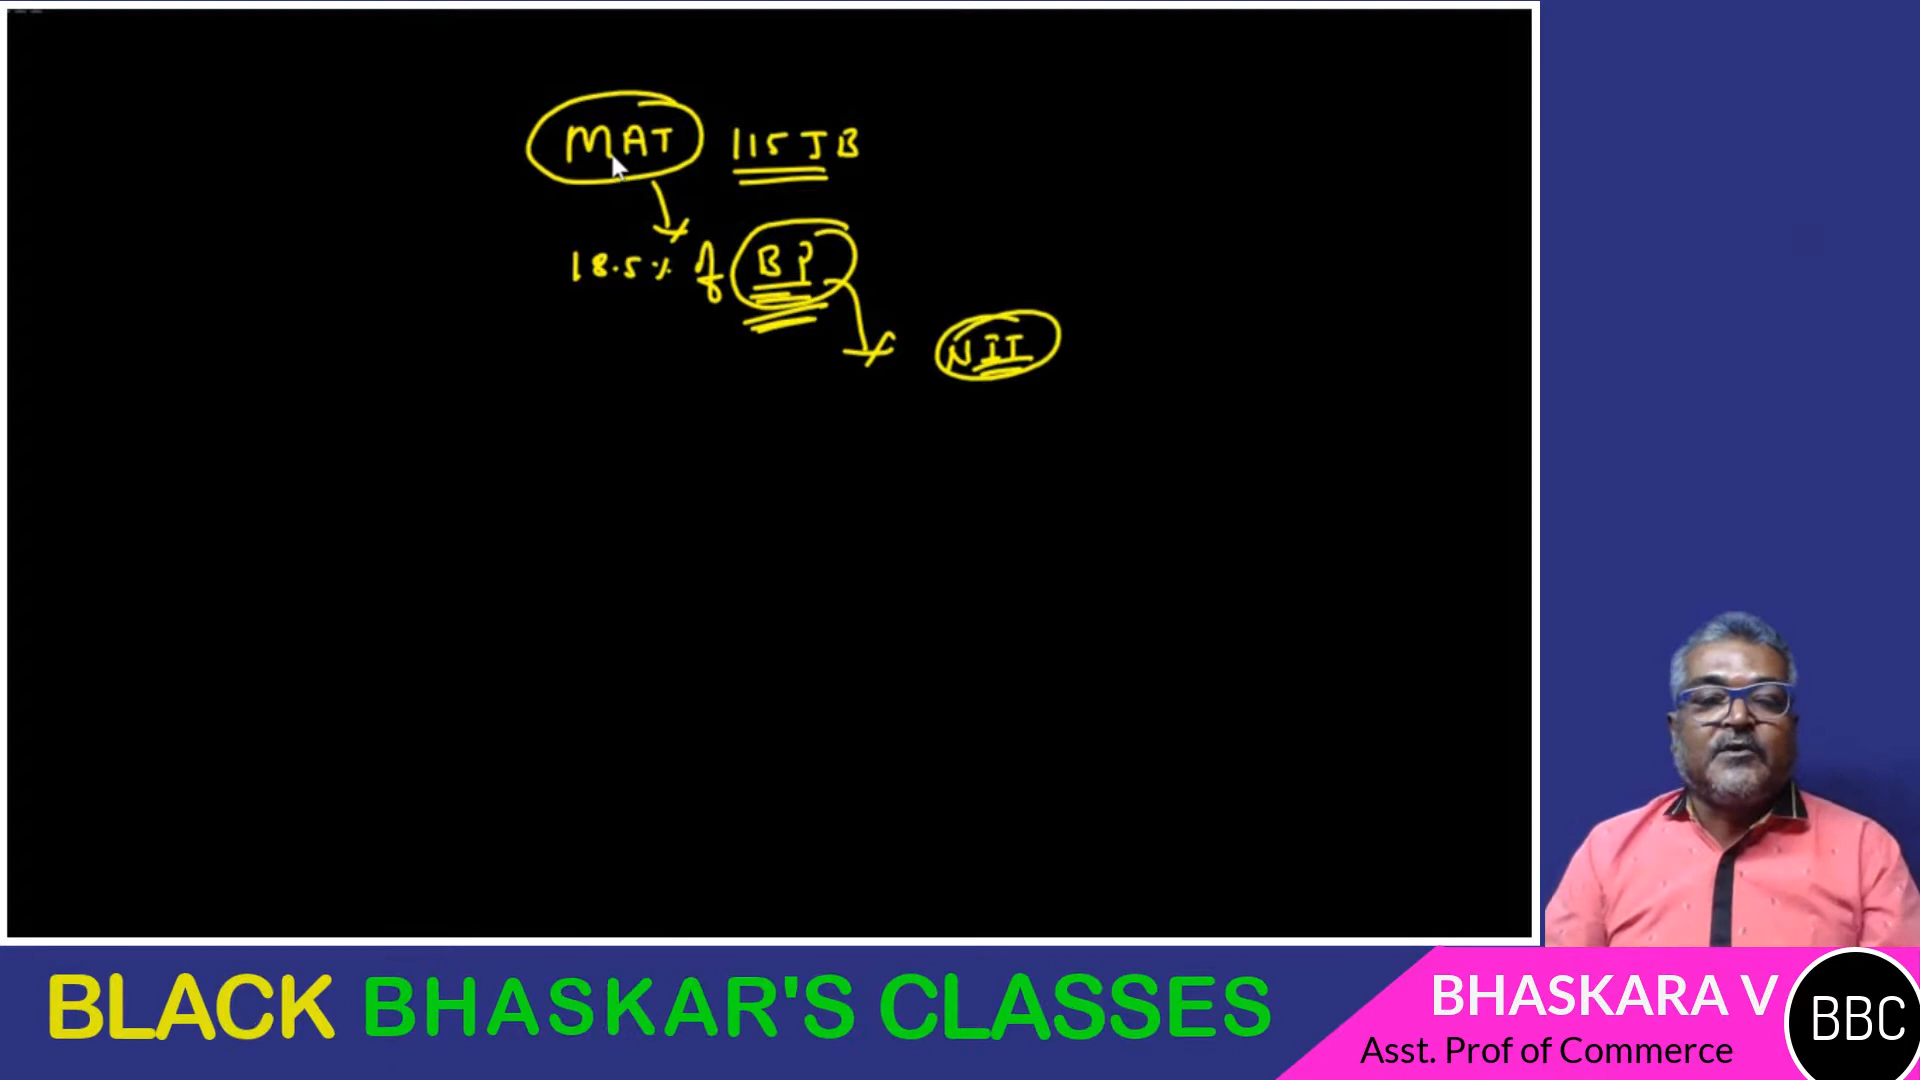 MAT 115JB
18.5% of BP
NII
BLACK BHASKAR'S CLASSES
BHASKARA V
Asst. Prof of Commerce
BBC